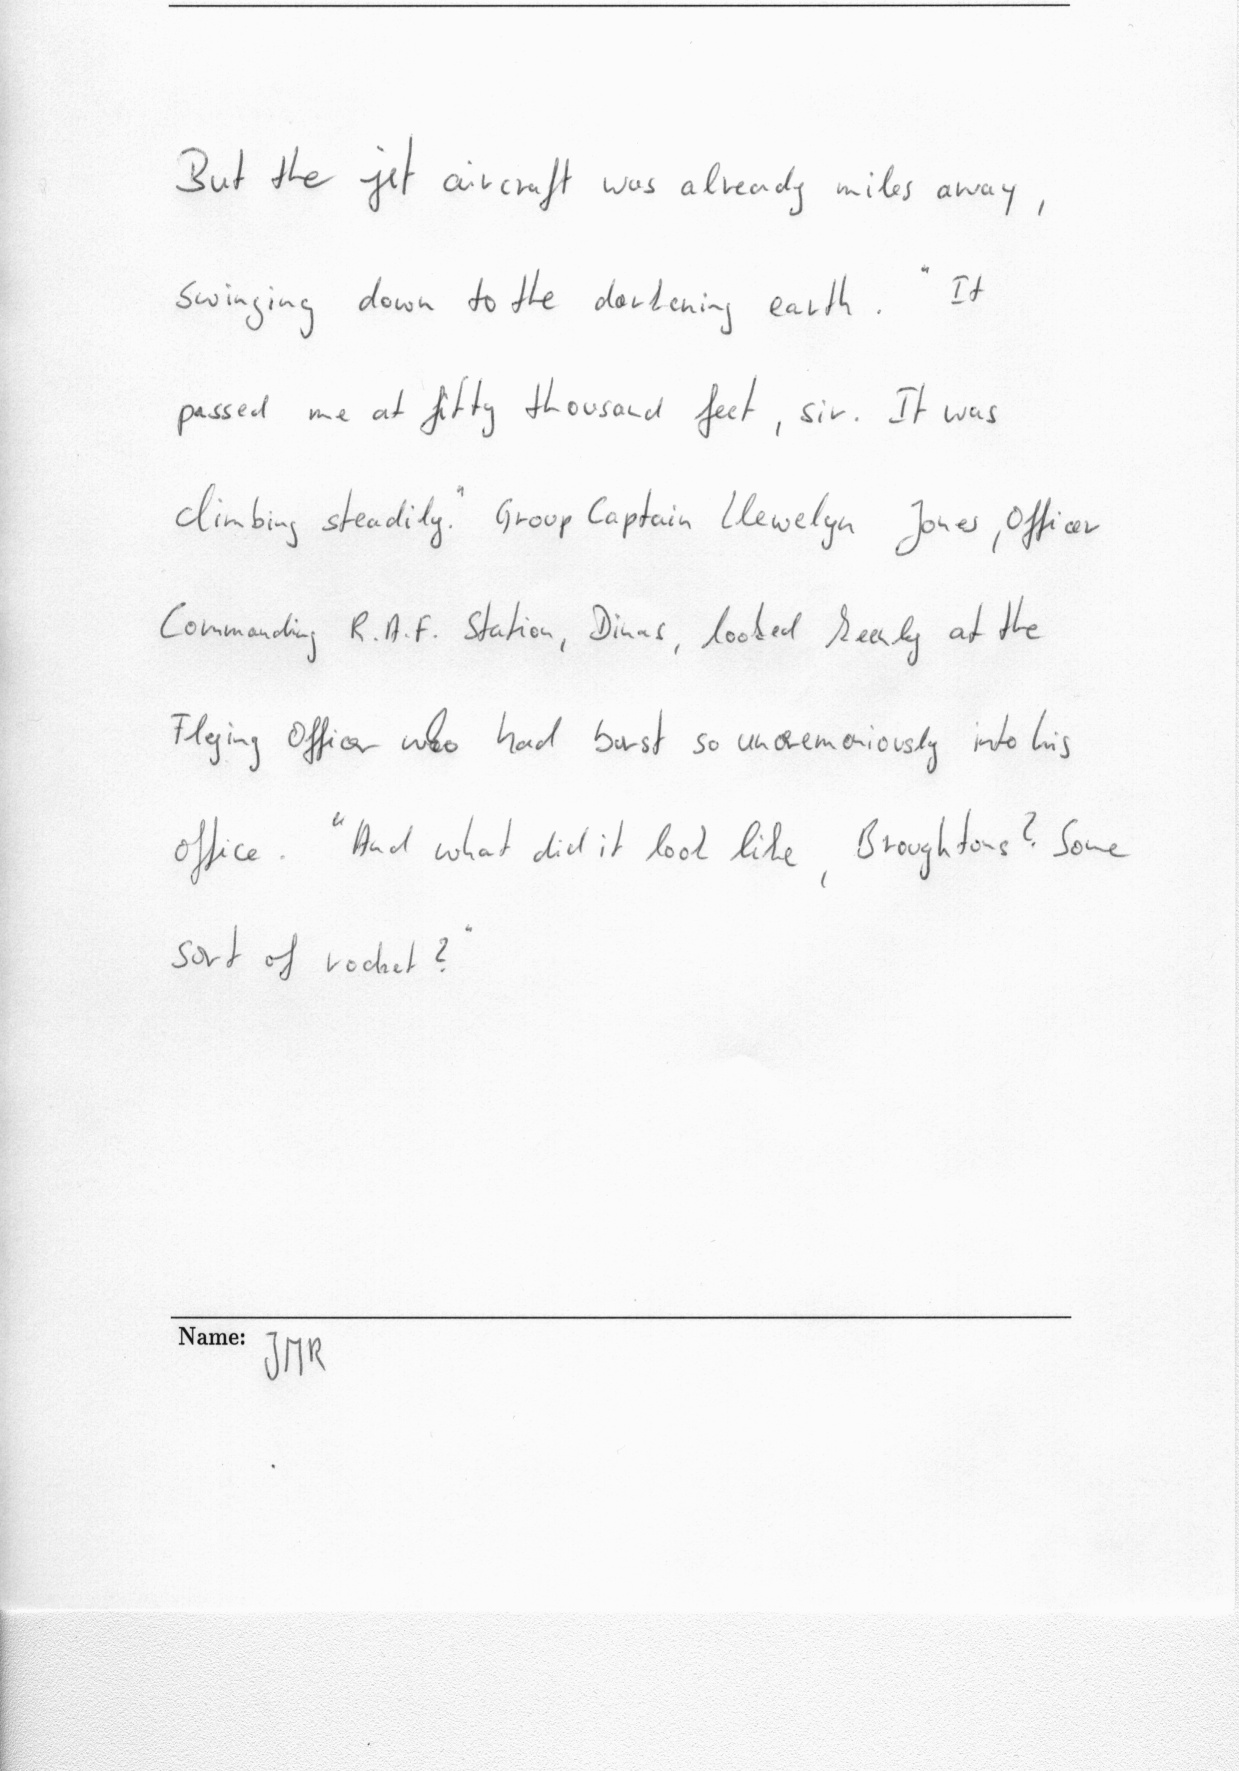 But the jet aircraft was already miles away,
swinging down to the darkening earth. "It
passed me at fifty thousand feet, sir. It was
climbing steadily." Group Captain Llewelyn Jones, Officer
Commanding R.A.F. Station, Dinas, looked keenly at the
Flying Officer who had burst so unceremoniously into his
office. "And what did it look like, Broughtons? Some
sort of rocket?"
Name: JMR